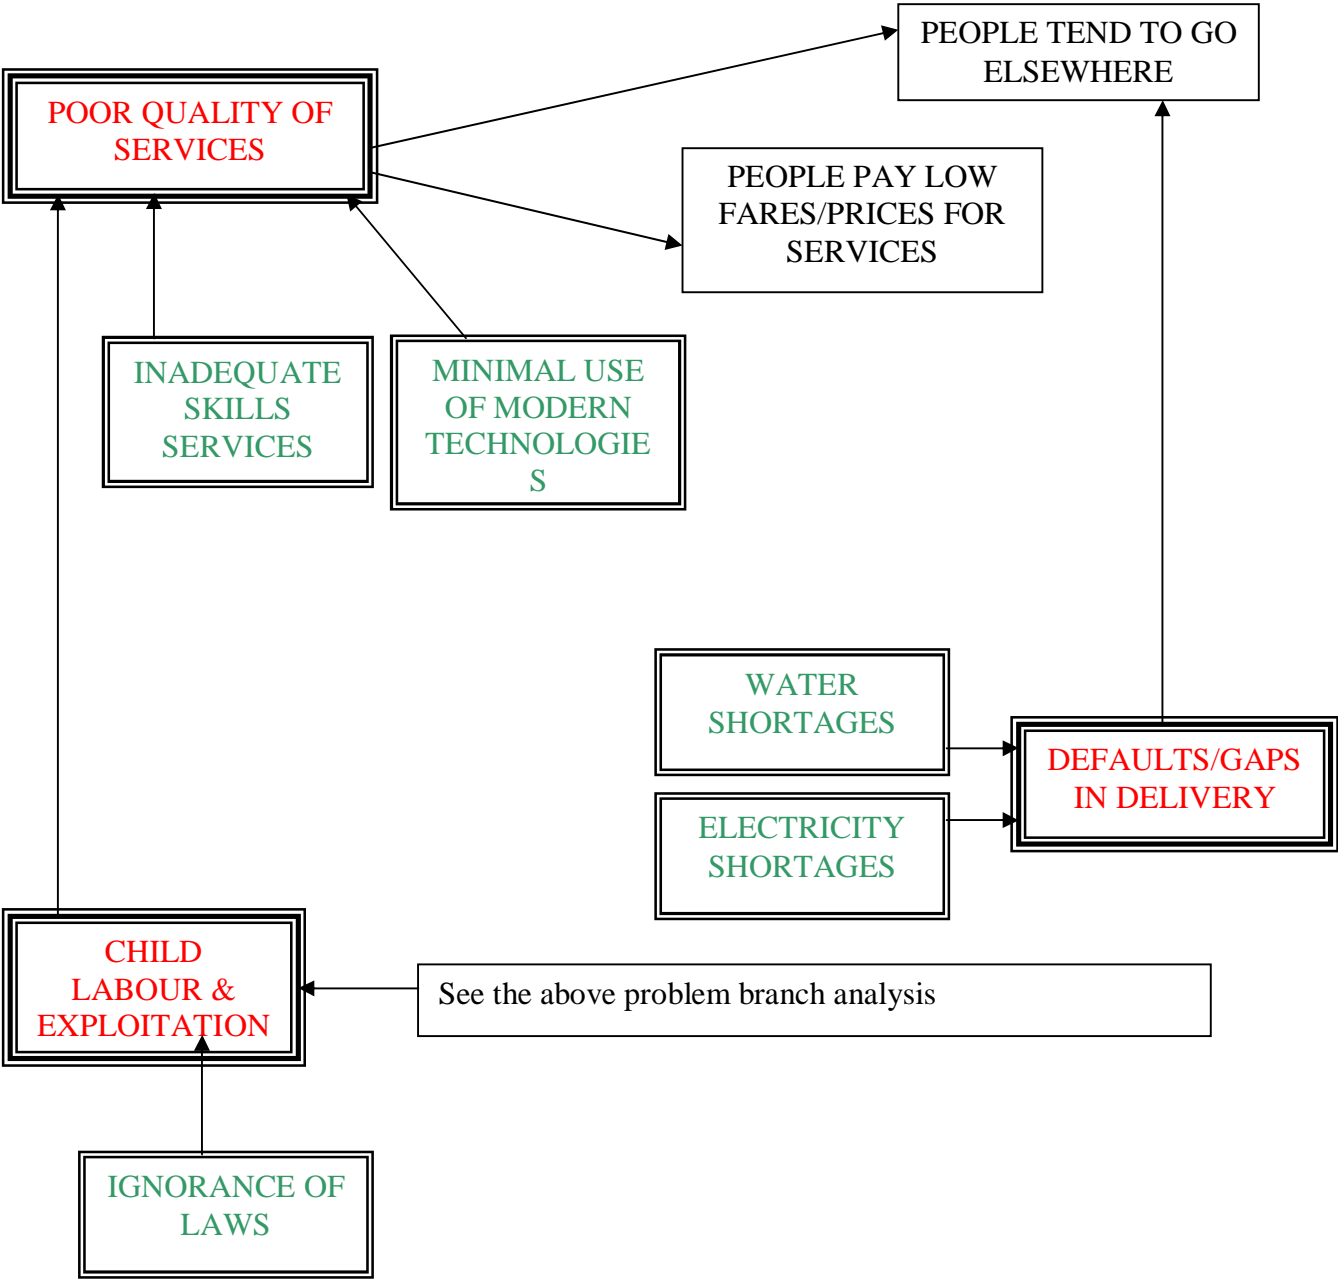 PEOPLE TEND TO GO
ELSEWHERE
POOR QUALITY OF
SERVICES
PEOPLE PAY LOW
FARES/PRICES FOR
SERVICES
INADEQUATE
SKILLS
SERVICES
MINIMAL USE
OF MODERN
TECHNOLOGIE
S
WATER
SHORTAGES
DEFAULTS/GAPS
IN DELIVERY
ELECTRICITY
SHORTAGES
CHILD
LABOUR &
EXPLOITATION
See the above problem branch analysis
IGNORANCE OF
LAWS